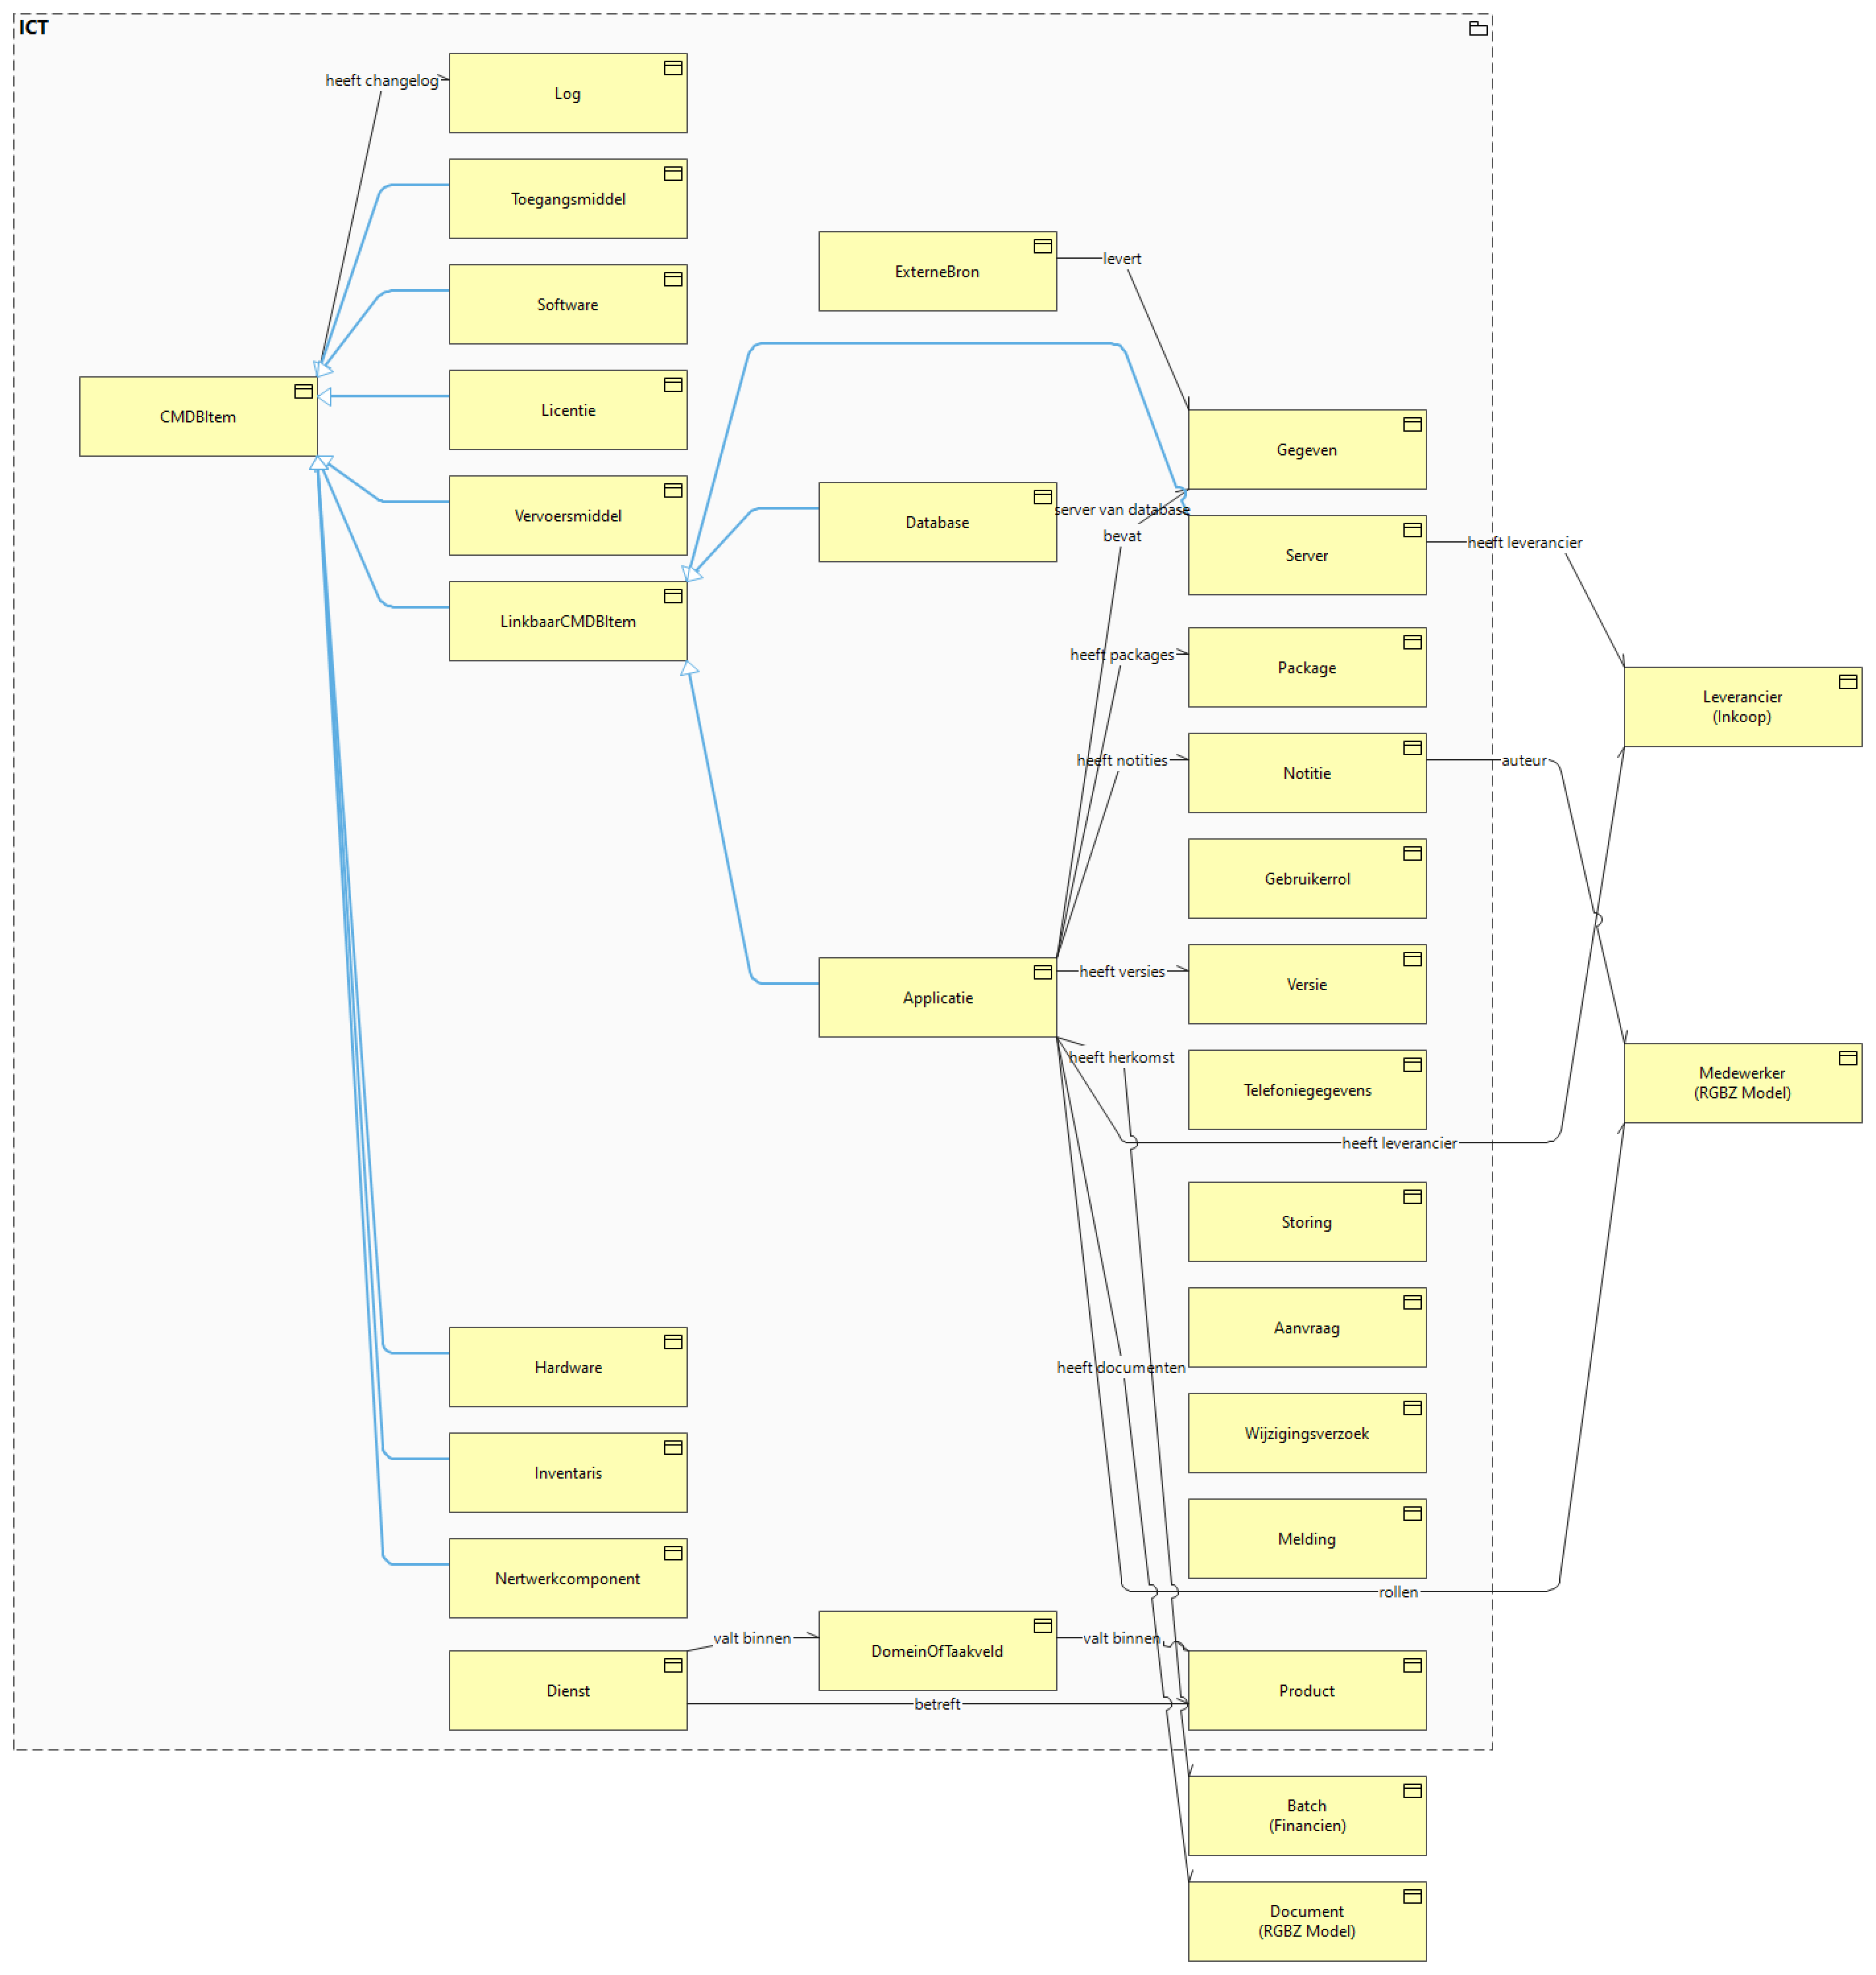 ICT
heeft changelog
Log
Toegangsmiddel
ExterneBron
levert
Software
CMDBItem
Licentie
Gegeven
Vervoersmiddel
Database
server van database
bevat
Server
heeft leverancier
LinkbaarCMDBItem
heeft packages
Package
Leverancier
(Inkoop)
heeft notities
Notitie
auteur
Gebruikerrol
Applicatie
heeft versies
Versie
heeft herkomst
Telefoniegegevens
Medewerker
(RGBZ Model)
heeft leverancier
Storing
Aanvraag
Hardware
heeft documenten
Wijzigingsverzoek
Inventaris
Melding
Nertwerkcomponent
rollen
valt binnen
DomeinOfTaakveld
valt binnen
Dienst
betreft
Product
Batch
(Financien)
Document
(RGBZ Model)